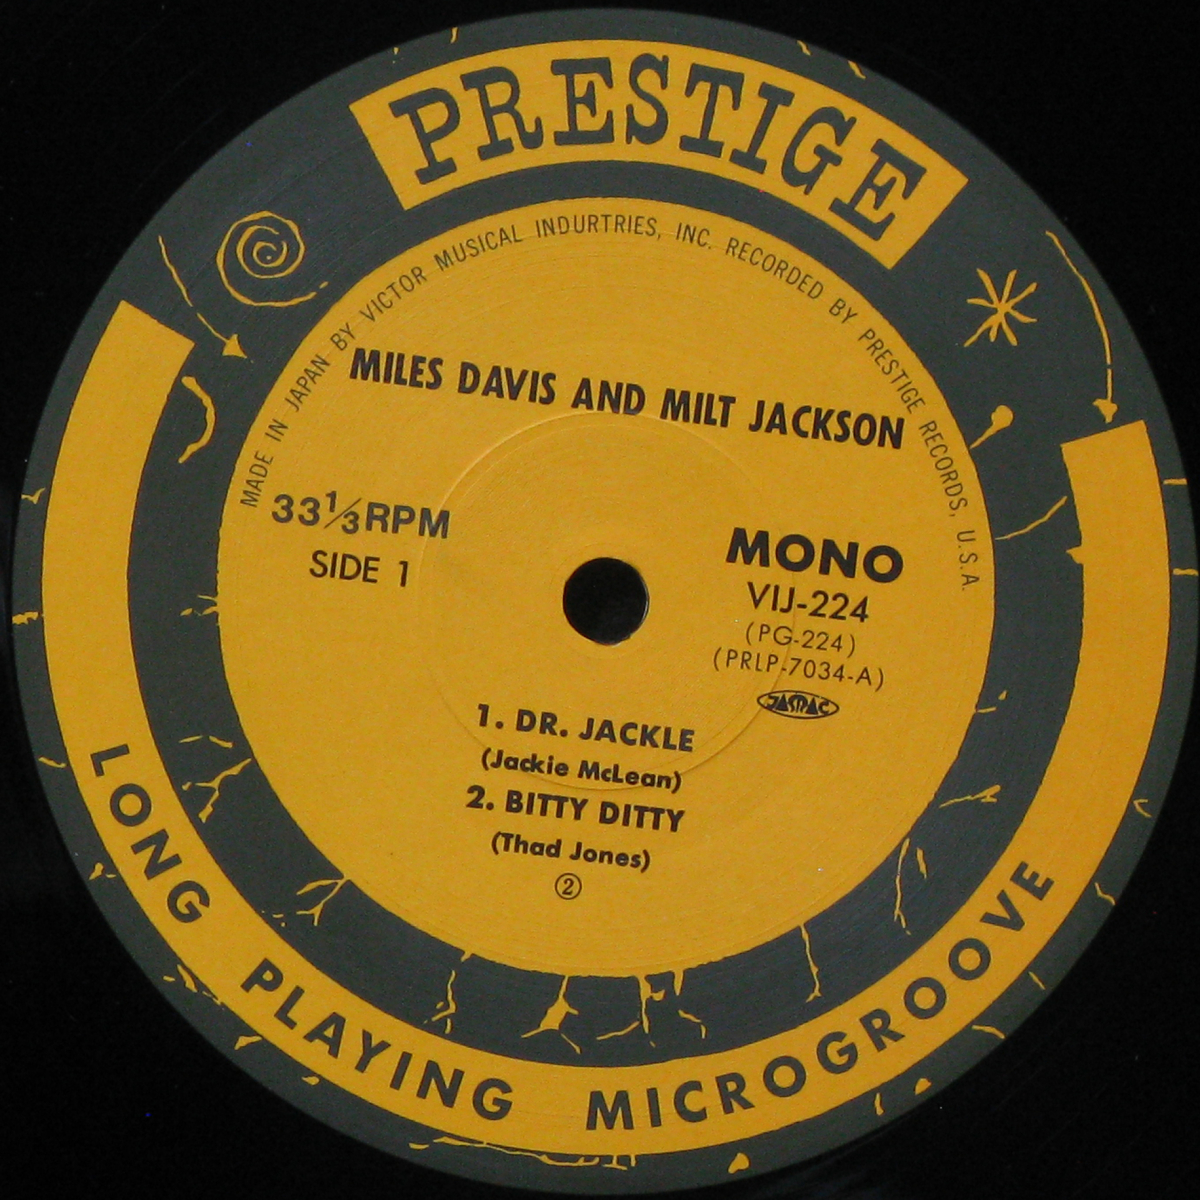 PRESTIGE
MADE IN JAPAN BY VICTOR MUSICAL INDURTRIES, INC. RECORDED BY PRESTIGE RECORDS, U.S.A.
MILES DAVIS AND MILT JACKSON
33⅓RPM
SIDE 1
MONO
VIJ-224
(PG-224)
(PRLP-7034-A)
JASRAC
1. DR. JACKLE
(Jackie McLean)
2. BITTY DITTY
(Thad Jones)
②
LONG PLAYING MICROGROOVE